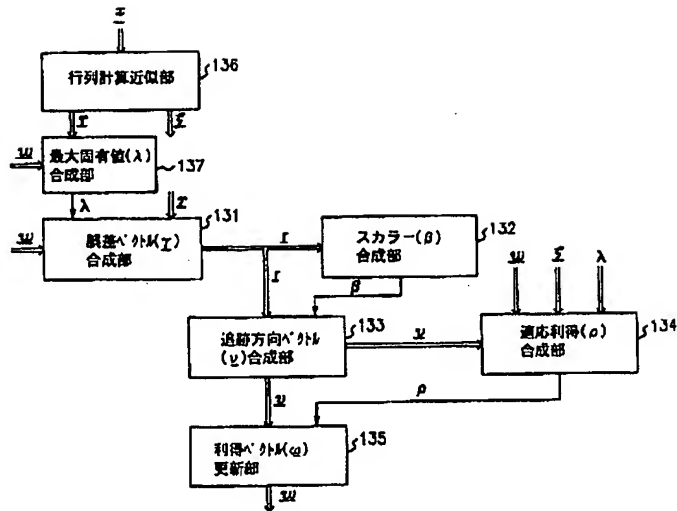 x
行列計算近似部
136
y
ξ
w
最大固有値(λ)
合成部
137
λ
x
131
w
誤差ベクトル(r)
合成部
r
r
スカラー(β)
合成部
132
β
追跡方向ベクトル
(v)合成部
133
v
w
ξ
λ
適応利得(ρ)
合成部
134
v
ρ
利得ベクトル(ω)
更新部
135
w